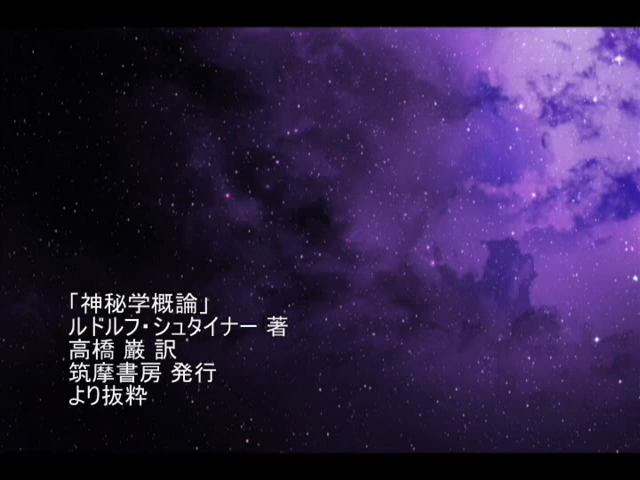 「神秘学概論」
ルドルフ・シュタイナー 著
高橋 巌 訳
筑摩書房 発行
より抜粋